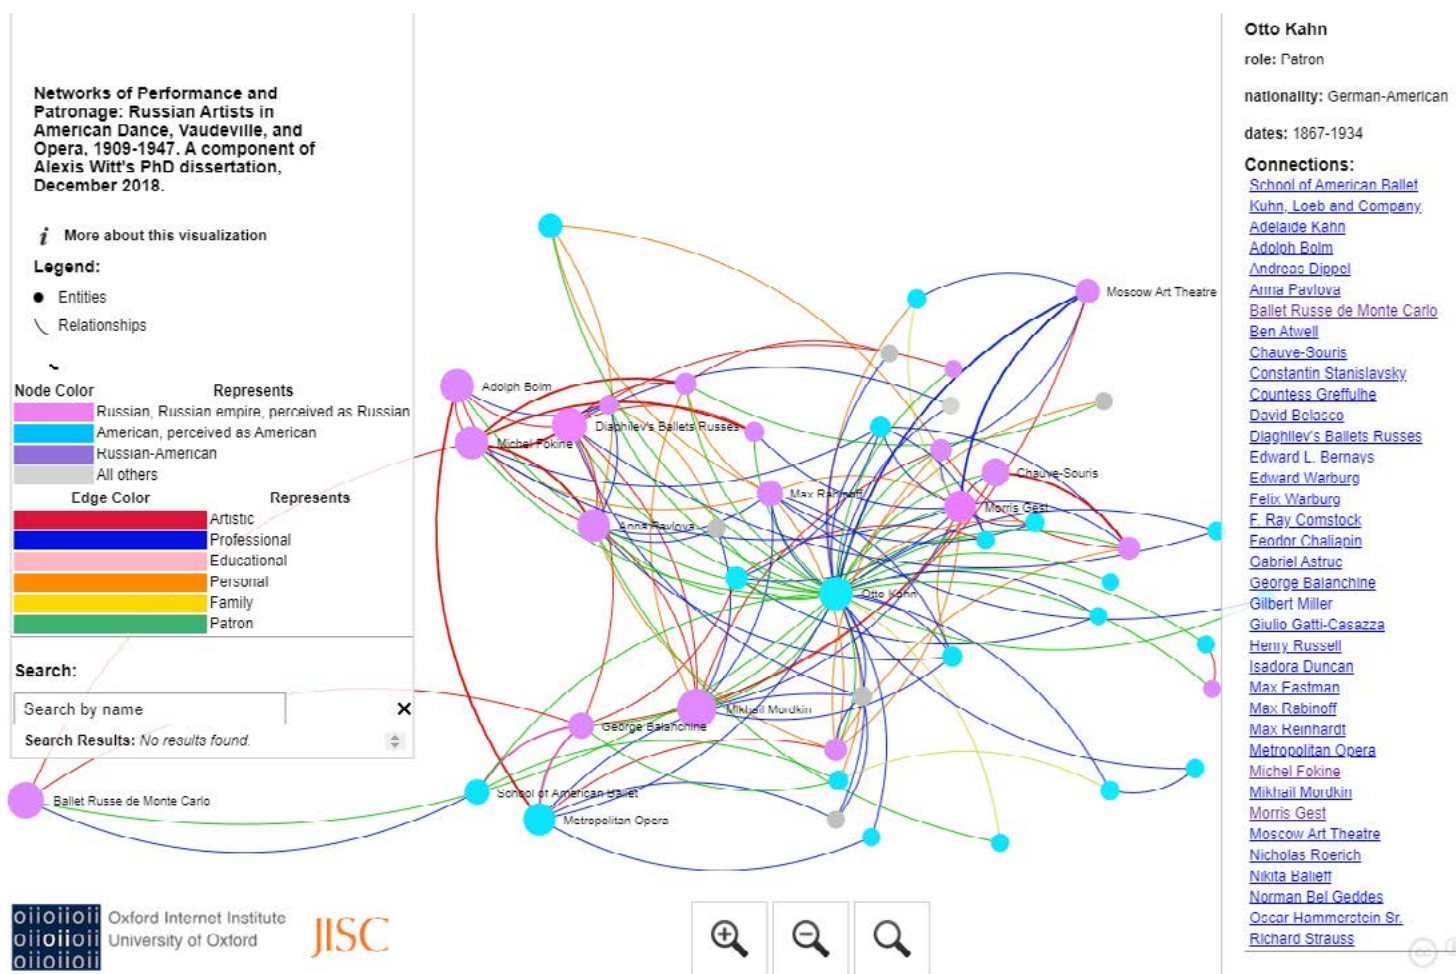 Networks of Performance and
Patronage: Russian Artists in
American Dance, Vaudeville, and
Opera, 1909-1947. A component of
Alexis Witt's PhD dissertation,
December 2018.
i More about this visualization
Legend:
Entities
Relationships
Node Color Represents
Russian, Russian empire, perceived as Russian
American, perceived as American
Russian-American
All others
Edge Color Represents
Artistic
Professional
Educational
Personal
Family
Patron
Search:
Search by name
Search Results: No results found.
Moscow Art Theatre
Adolph Bolm
Diaghilev's Ballets Russes
Michel Fokine
Chauve-Souris
Max Rabinoff
Morris Gest
Anna Pavlova
Otto Kahn
Mikhail Mordkin
George Balanchine
School of American Ballet
Ballet Russe de Monte Carlo
Metropolitan Opera
oiioiioii
oiioiioii
oiioiioii
Oxford Internet Institute
University of Oxford
JISC
Otto Kahn
role: Patron
nationality: German-American
dates: 1867-1934
Connections:
School of American Ballet
Kuhn, Loeb and Company
Adelaide Kahn
Adolph Bolm
Andreas Dippel
Anna Pavlova
Ballet Russe de Monte Carlo
Ben Atwell
Chauve-Souris
Constantin Stanislavsky
Countess Greffulhe
David Belasco
Diaghilev's Ballets Russes
Edward L. Bernays
Edward Warburg
Felix Warburg
F. Ray Comstock
Feodor Chaliapin
Gabriel Astruc
George Balanchine
Gilbert Miller
Giulio Gatti-Casazza
Henry Russell
Isadora Duncan
Max Eastman
Max Rabinoff
Max Reinhardt
Metropolitan Opera
Michel Fokine
Mikhail Mordkin
Morris Gest
Moscow Art Theatre
Nicholas Roerich
Nikita Balieff
Norman Bel Geddes
Oscar Hammerstein Sr.
Richard Strauss